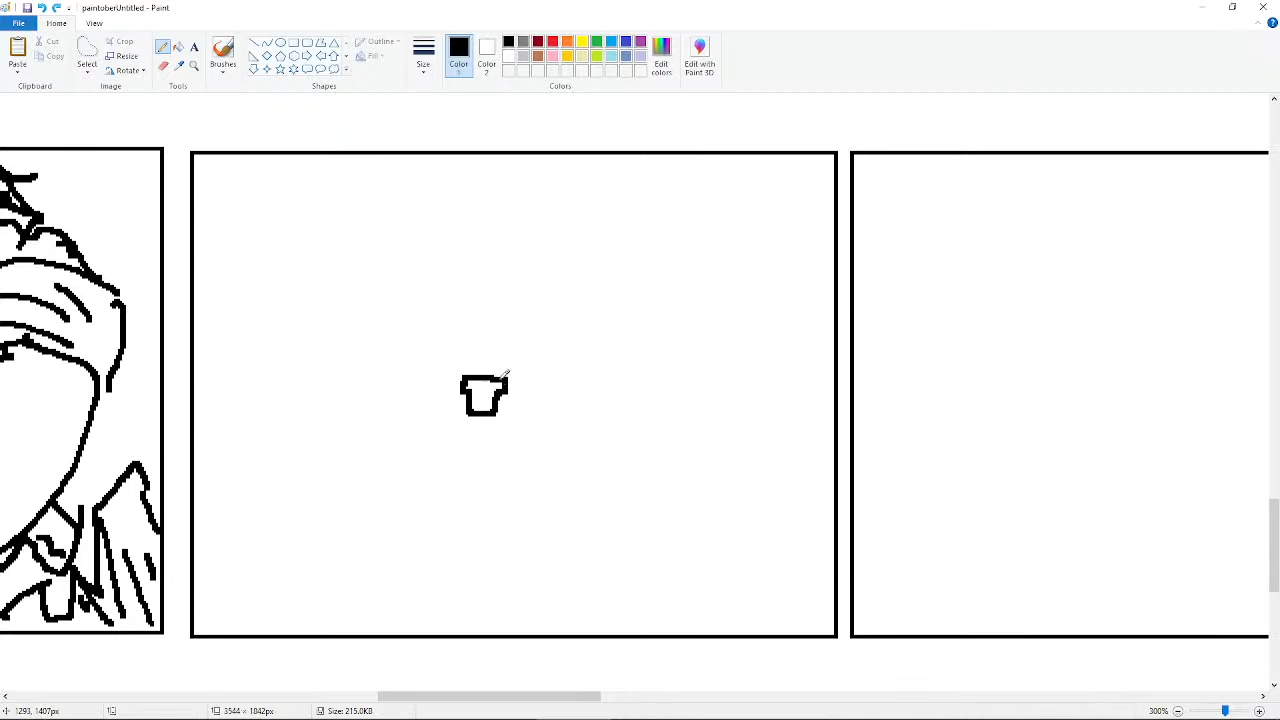 paintoberUntitled - Paint
File Home View
Paste
Cut
Copy
Clipboard
Select
Crop
Resize
Rotate
Image
A
Tools
Brushes
Outline
Fill
Shapes
Size
Color
1
Color
2
Edit
colors
Colors
Edit with
Paint 3D
1293, 1407px
3544 × 1842px
Size: 215.0KB
300%